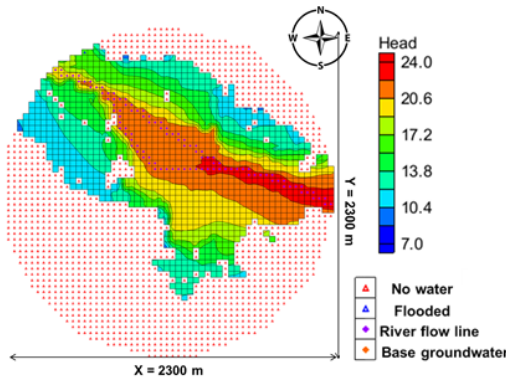 N
W E
S
Head
24.0
20.6
17.2
13.8
10.4
7.0
Y = 2300 m
No water
Flooded
River flow line
Base groundwater
X = 2300 m